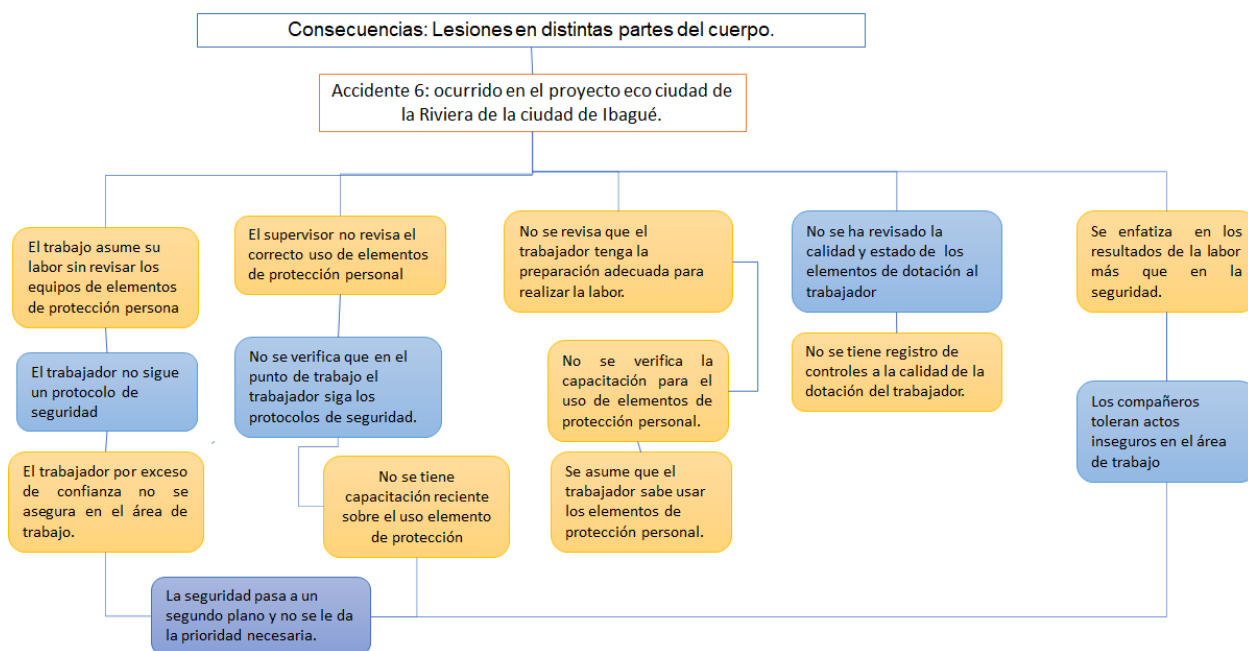 Consecuencias: Lesiones en distintas partes del cuerpo.
Accidente 6: ocurrido en el proyecto eco ciudad de
la Riviera de la ciudad de Ibagué.
El trabajo asume su
labor sin revisar los
equipos de elementos
de protección persona
El trabajador no sigue
un protocolo de
seguridad
El trabajador por exceso
de confianza no se
asegura en el área de
trabajo.
El supervisor no revisa el
correcto uso de elementos
de protección personal
No se verifica que en el
punto de trabajo el
trabajador siga los
protocolos de seguridad.
No se tiene
capacitación reciente
sobre el uso elemento
de protección
No se revisa que el
trabajador tenga la
preparación adecuada para
realizar la labor.
No se verifica la
capacitación para el
uso de elementos de
protección personal.
Se asume que el
trabajador sabe usar
los elementos de
protección personal.
No se ha revisado la
calidad y estado de los
elementos de dotación al
trabajador
No se tiene registro de
controles a la calidad de la
dotación del trabajador.
Se enfatiza en los
resultados de la labor
más que en la
seguridad.
Los compañeros
toleran actos
inseguros en el área
de trabajo
La seguridad pasa a un
segundo plano y no se le da
la prioridad necesaria.